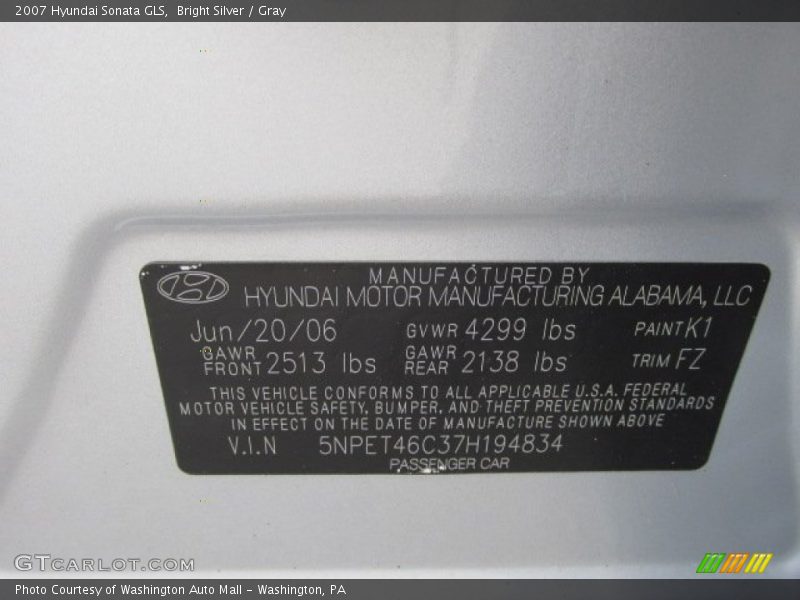 2007 Hyundai Sonata GLS, Bright Silver / Gray
MANUFACTURED BY
HYUNDAI MOTOR MANUFACTURING ALABAMA, LLC
Jun/20/06 GVWR 4299 lbs PAINT K1
GAWR FRONT 2513 lbs GAWR REAR 2138 lbs TRIM FZ
THIS VEHICLE CONFORMS TO ALL APPLICABLE U.S.A. FEDERAL
MOTOR VEHICLE SAFETY, BUMPER, AND THEFT PREVENTION STANDARDS
IN EFFECT ON THE DATE OF MANUFACTURE SHOWN ABOVE
V.I.N 5NPET46C37H194834
PASSENGER CAR
GTCARLOT.COM
Photo Courtesy of Washington Auto Mall - Washington, PA